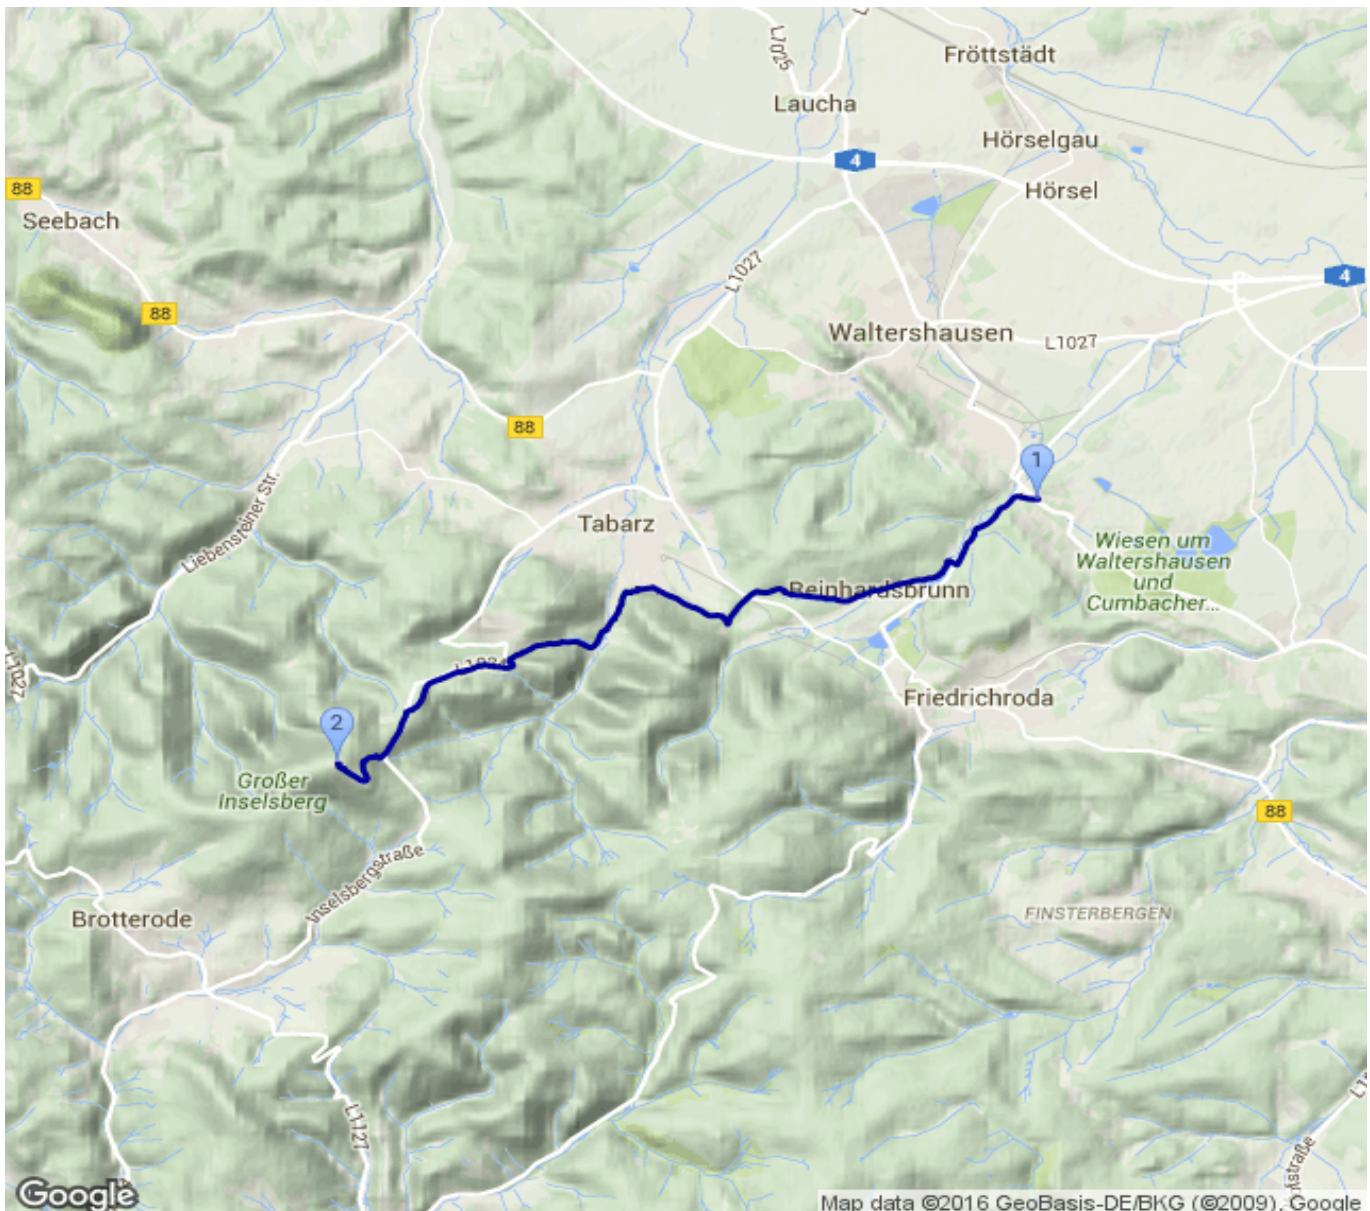 Fröttstädt
L7025
Laucha
Hörselgau
4
Hörsel
88
Seebach
L1027
4
88
Waltershausen
L1027
88
1
Liebensteiner Str.
Tabarz
Wiesen um
Waltershausen
und
Cumbacher...
Reinhardsbrunn
L1027
Friedrichroda
2
Großer
Inselsberg
88
Inselsbergstraße
Brotterode
FINSTERBERGEN
L1127
Google
Map data ©2016 GeoBasis-DE/BKG (©2009), Google